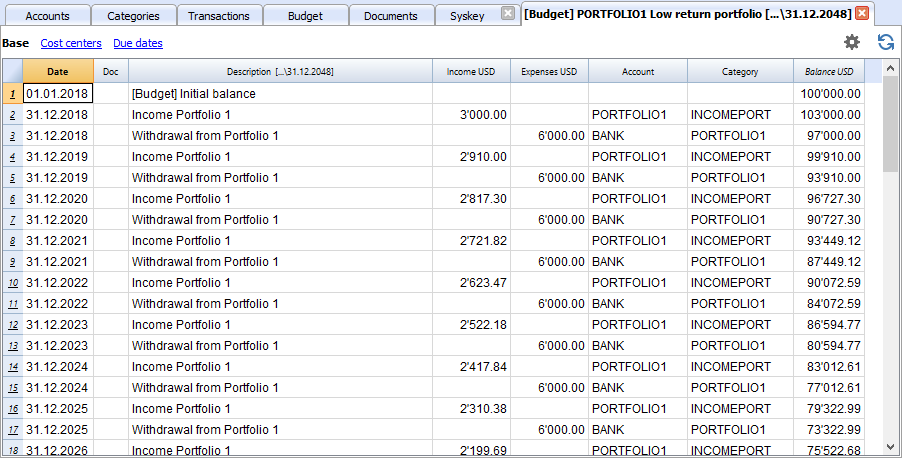 Accounts Categories Transactions Budget Documents Syskey [Budget] PORTFOLIO1 Low return portfolio [...\31.12.2048]
Base Cost centers Due dates
Date Doc Description [...\31.12.2048] Income USD Expenses USD Account Category Balance USD
1 01.01.2018 [Budget] Initial balance 100'000.00
2 31.12.2018 Income Portfolio 1 3'000.00 PORTFOLIO1 INCOMEPORT 103'000.00
3 31.12.2018 Withdrawal from Portfolio 1 6'000.00 BANK PORTFOLIO1 97'000.00
4 31.12.2019 Income Portfolio 1 2'910.00 PORTFOLIO1 INCOMEPORT 99'910.00
5 31.12.2019 Withdrawal from Portfolio 1 6'000.00 BANK PORTFOLIO1 93'910.00
6 31.12.2020 Income Portfolio 1 2'817.30 PORTFOLIO1 INCOMEPORT 96'727.30
7 31.12.2020 Withdrawal from Portfolio 1 6'000.00 BANK PORTFOLIO1 90'727.30
8 31.12.2021 Income Portfolio 1 2'721.82 PORTFOLIO1 INCOMEPORT 93'449.12
9 31.12.2021 Withdrawal from Portfolio 1 6'000.00 BANK PORTFOLIO1 87'449.12
10 31.12.2022 Income Portfolio 1 2'623.47 PORTFOLIO1 INCOMEPORT 90'072.59
11 31.12.2022 Withdrawal from Portfolio 1 6'000.00 BANK PORTFOLIO1 84'072.59
12 31.12.2023 Income Portfolio 1 2'522.18 PORTFOLIO1 INCOMEPORT 86'594.77
13 31.12.2023 Withdrawal from Portfolio 1 6'000.00 BANK PORTFOLIO1 80'594.77
14 31.12.2024 Income Portfolio 1 2'417.84 PORTFOLIO1 INCOMEPORT 83'012.61
15 31.12.2024 Withdrawal from Portfolio 1 6'000.00 BANK PORTFOLIO1 77'012.61
16 31.12.2025 Income Portfolio 1 2'310.38 PORTFOLIO1 INCOMEPORT 79'322.99
17 31.12.2025 Withdrawal from Portfolio 1 6'000.00 BANK PORTFOLIO1 73'322.99
18 31.12.2026 Income Portfolio 1 2'199.69 PORTFOLIO1 INCOMEPORT 75'522.68